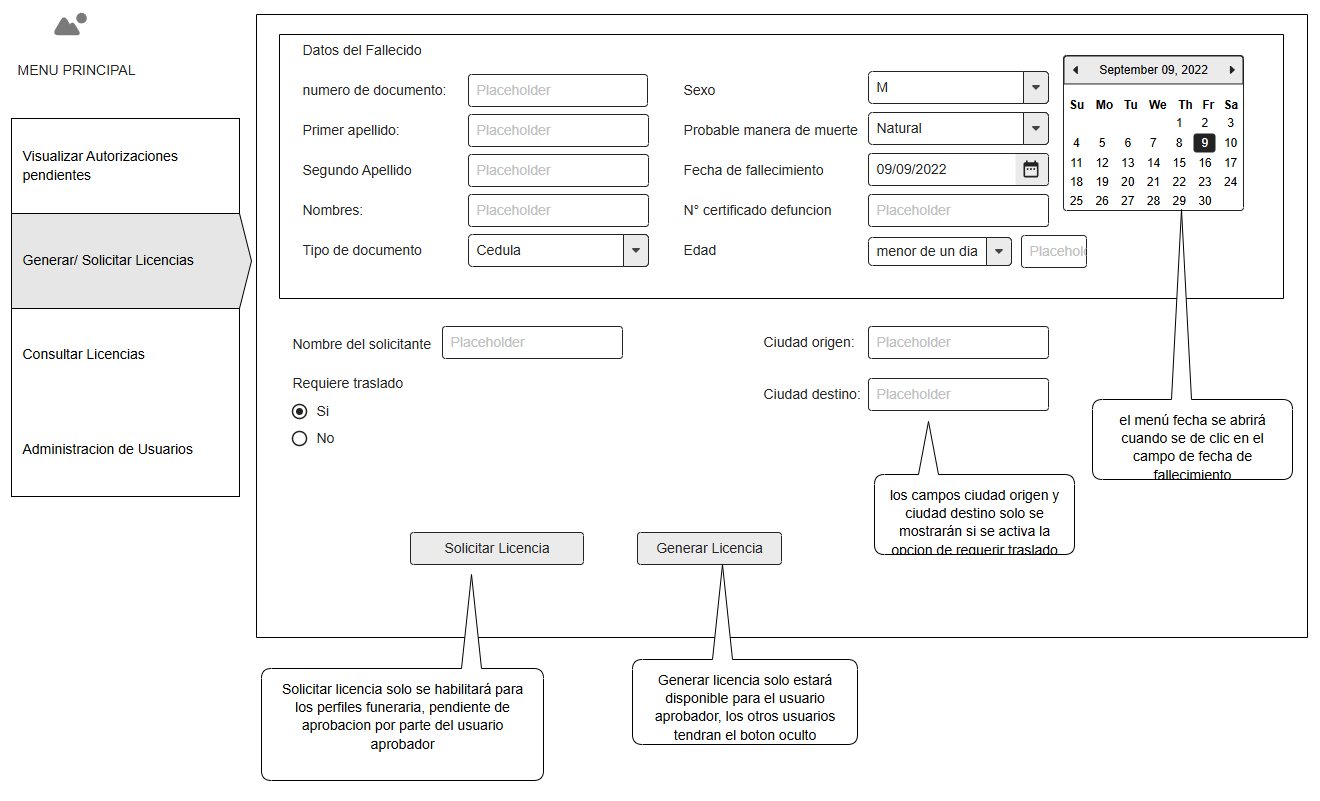 MENU PRINCIPAL
Visualizar Autorizaciones
pendientes
Generar/ Solicitar Licencias
Consultar Licencias
Administracion de Usuarios
Datos del Fallecido
numero de documento:
Placeholder
Primer apellido:
Placeholder
Segundo Apellido
Placeholder
Nombres:
Placeholder
Tipo de documento
Cedula
Sexo
M
Probable manera de muerte
Natural
Fecha de fallecimiento
09/09/2022
N° certificado defuncion
Placeholder
Edad
menor de un dia
Placehol
September 09, 2022
Su Mo Tu We Th Fr Sa
1 2 3
4 5 6 7 8 9 10
11 12 13 14 15 16 17
18 19 20 21 22 23 24
25 26 27 28 29 30
Nombre del solicitante
Placeholder
Requiere traslado
Si
No
Ciudad origen:
Placeholder
Ciudad destino:
Placeholder
el menú fecha se abrirá
cuando se de clic en el
campo de fecha de
fallecimiento
los campos ciudad origen y
ciudad destino solo se
mostrarán si se activa la
opcion de requerir traslado
Solicitar Licencia
Generar Licencia
Solicitar licencia solo se habilitará para
los perfiles funeraria, pendiente de
aprobacion por parte del usuario
aprobador
Generar licencia solo estará
disponible para el usuario
aprobador, los otros usuarios
tendran el boton oculto